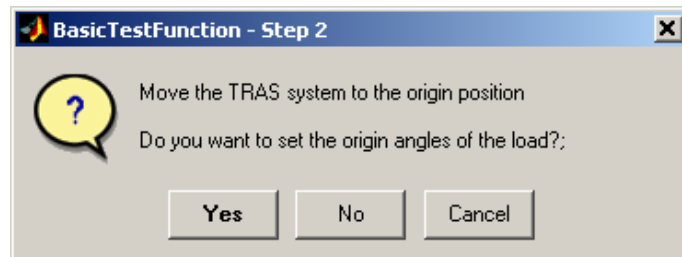 BasicTestFunction - Step 2
?
Move the TRAS system to the origin position
Do you want to set the origin angles of the load?;
Yes No Cancel